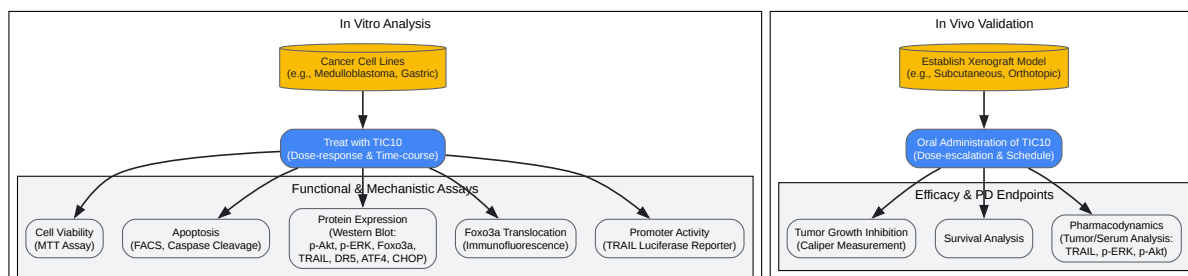 In Vitro Analysis
Cancer Cell Lines
(e.g., Medulloblastoma, Gastric)
Treat with TIC10
(Dose-response & Time-course)
Functional & Mechanistic Assays
Cell Viability
(MTT Assay)
Apoptosis
(FACS, Caspase Cleavage)
Protein Expression
(Western Blot:
p-Akt, p-ERK, Foxo3a,
TRAIL, DR5, ATF4, CHOP)
Foxo3a Translocation
(Immunofluorescence)
Promoter Activity
(TRAIL Luciferase Reporter)
In Vivo Validation
Establish Xenograft Model
(e.g., Subcutaneous, Orthotopic)
Oral Administration of TIC10
(Dose-escalation & Schedule)
Efficacy & PD Endpoints
Tumor Growth Inhibition
(Caliper Measurement)
Survival Analysis
Pharmacodynamics
(Tumor/Serum Analysis:
TRAIL, p-ERK, p-Akt)